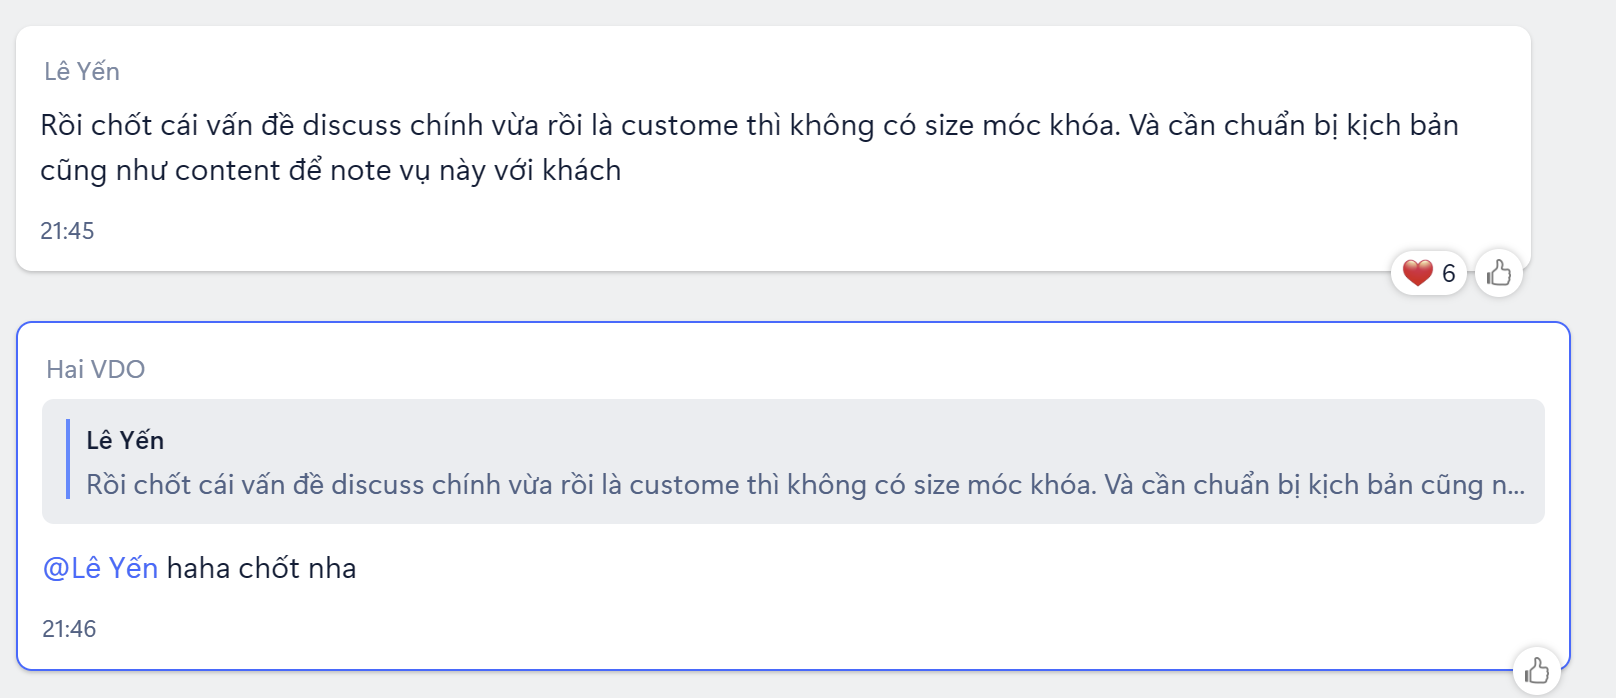 Lê Yến
Rồi chốt cái vấn đề discuss chính vừa rồi là custome thì không có size móc khóa. Và cần chuẩn bị kịch bản
cũng như content để note vụ này với khách
21:45
❤️ 6
Hai VDO
Lê Yến
Rồi chốt cái vấn đề discuss chính vừa rồi là custome thì không có size móc khóa. Và cần chuẩn bị kịch bản cũng n...
@Lê Yến haha chốt nha
21:46